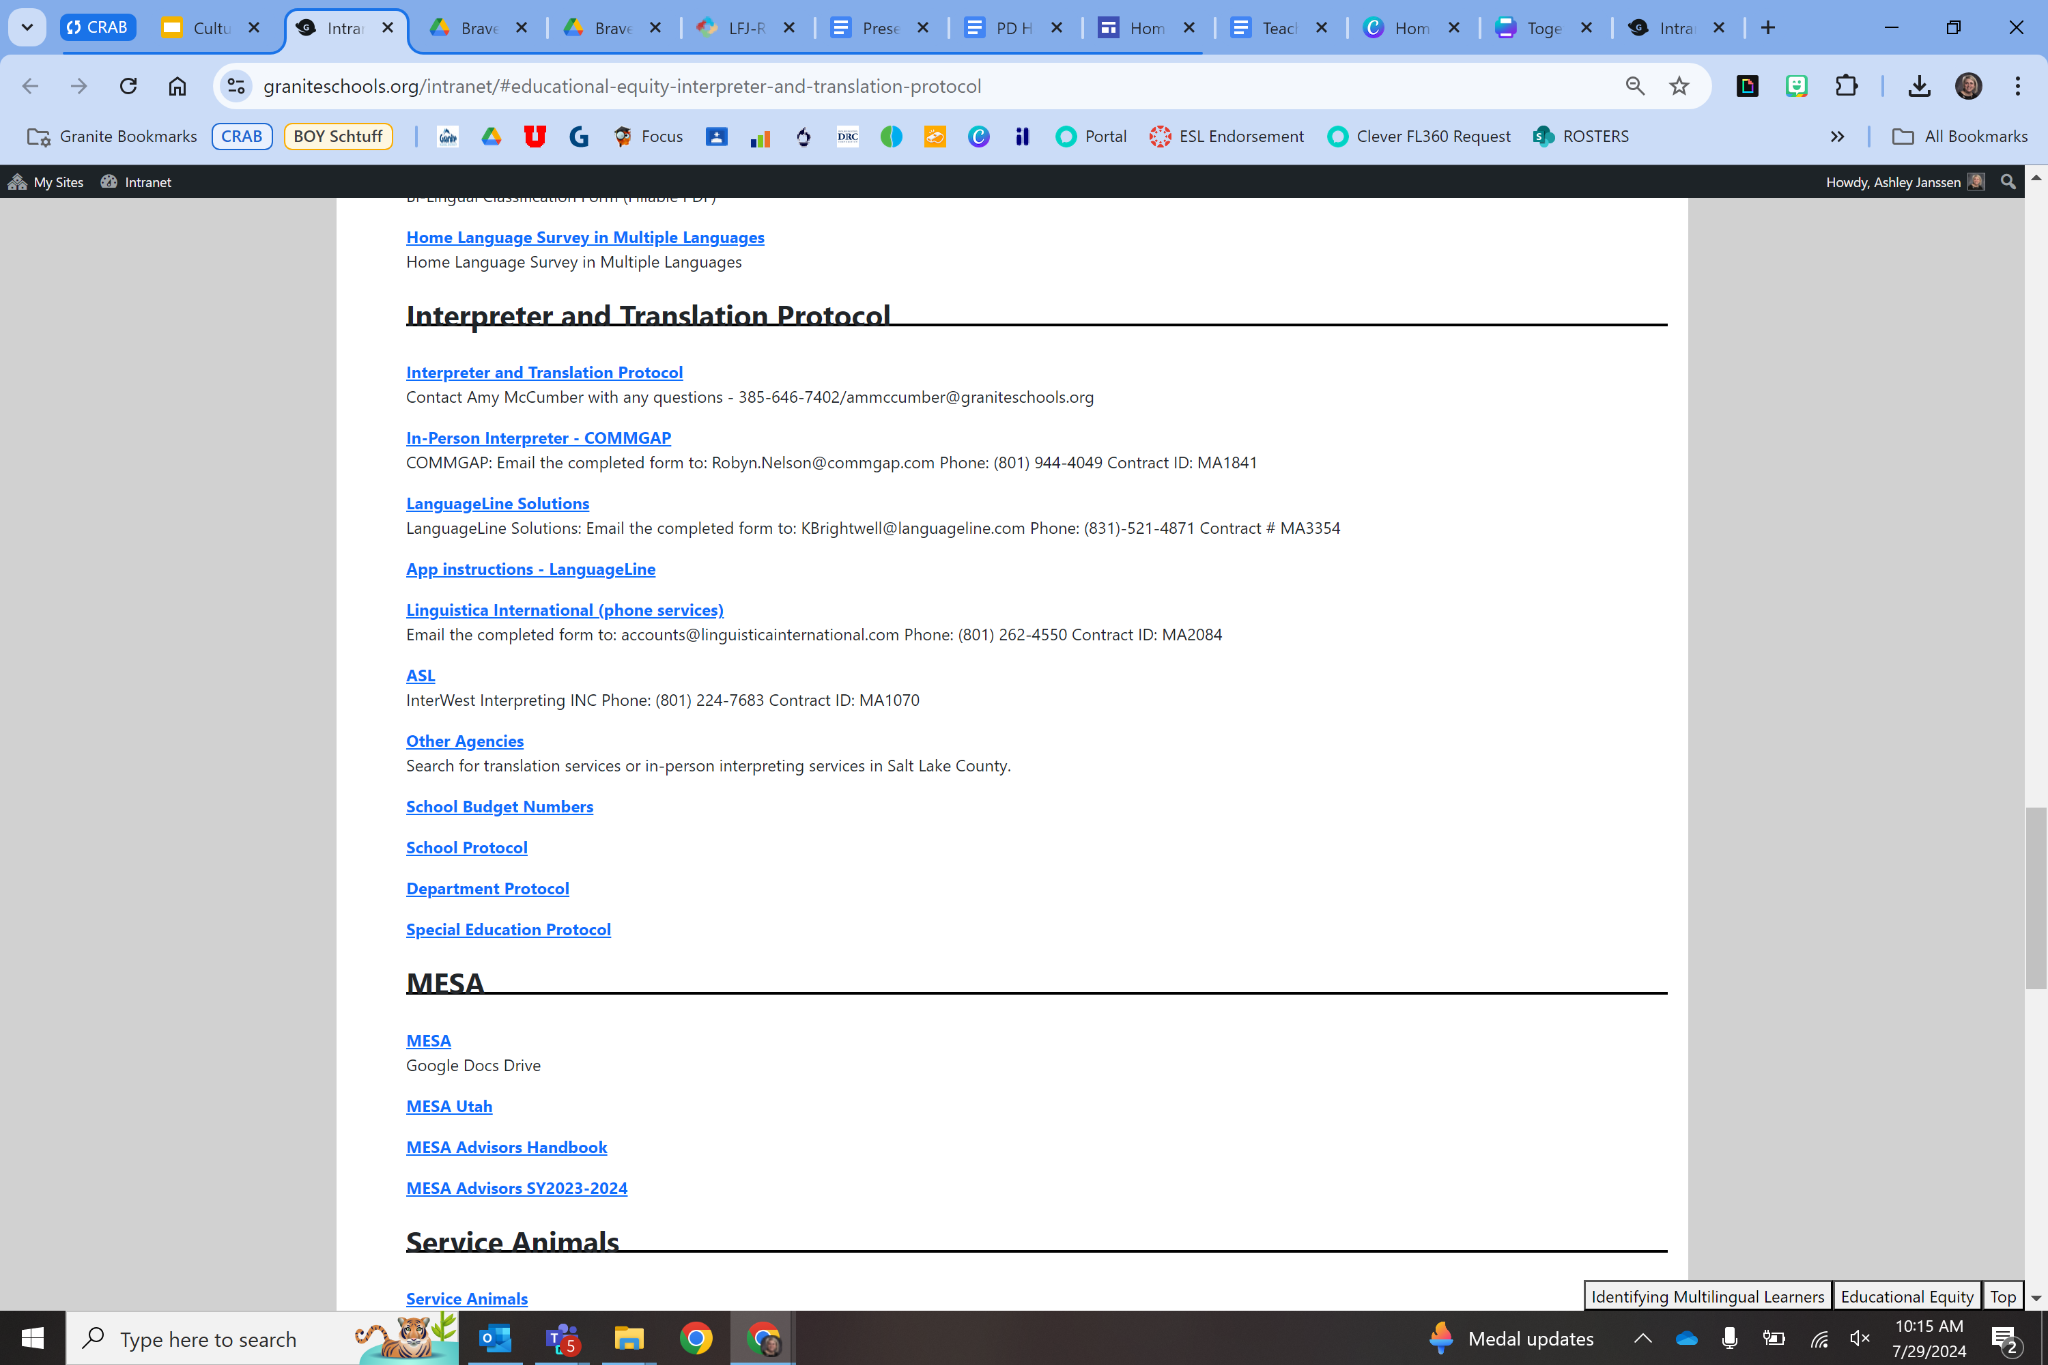 CRAB
Cultu
Intra
Brave
Brave
LFJ-R
Prese
PD H
Hom
Teac
Hom
Toge
Intra
graniteschools.org/intranet/#educational-equity-interpreter-and-translation-protocol
Granite Bookmarks
CRAB
BOY Schtuff
Focus
DRC
Portal
ESL Endorsement
Clever FL360 Request
ROSTERS
All Bookmarks
My Sites
Intranet
Howdy, Ashley Janssen
Bi-Lingual Classification Form (Fillable PDF)
Home Language Survey in Multiple Languages
Home Language Survey in Multiple Languages
Interpreter and Translation Protocol
Interpreter and Translation Protocol
Contact Amy McCumber with any questions - 385-646-7402/ammccumber@graniteschools.org
In-Person Interpreter - COMMGAP
COMMGAP: Email the completed form to: Robyn.Nelson@commgap.com Phone: (801) 944-4049 Contract ID: MA1841
LanguageLine Solutions
LanguageLine Solutions: Email the completed form to: KBrightwell@languageline.com Phone: (831)-521-4871 Contract # MA3354
App instructions - LanguageLine
Linguistica International (phone services)
Email the completed form to: accounts@linguisticainternational.com Phone: (801) 262-4550 Contract ID: MA2084
ASL
InterWest Interpreting INC Phone: (801) 224-7683 Contract ID: MA1070
Other Agencies
Search for translation services or in-person interpreting services in Salt Lake County.
School Budget Numbers
School Protocol
Department Protocol
Special Education Protocol
MESA
MESA
Google Docs Drive
MESA Utah
MESA Advisors Handbook
MESA Advisors SY2023-2024
Service Animals
Service Animals
Identifying Multilingual Learners
Educational Equity
Top
Type here to search
5
Medal updates
10:15 AM
7/29/2024
2